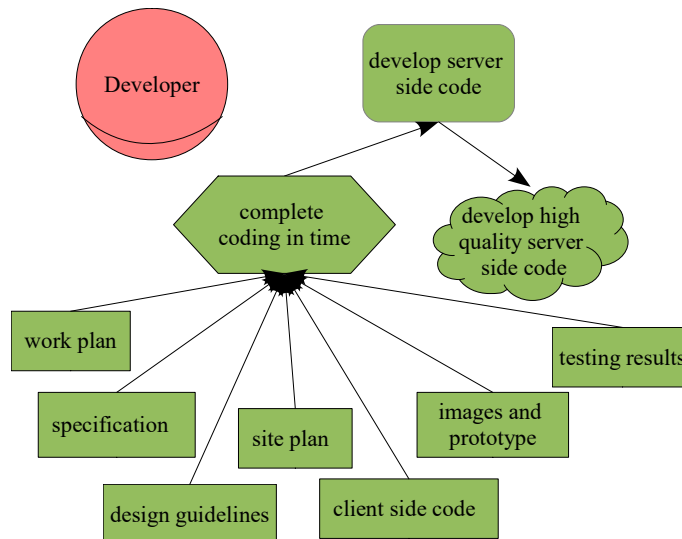 Developer
develop server
side code
complete
coding in time
develop high
quality server
side code
work plan
testing results
specification
images and
prototype
site plan
design guidelines
client side code